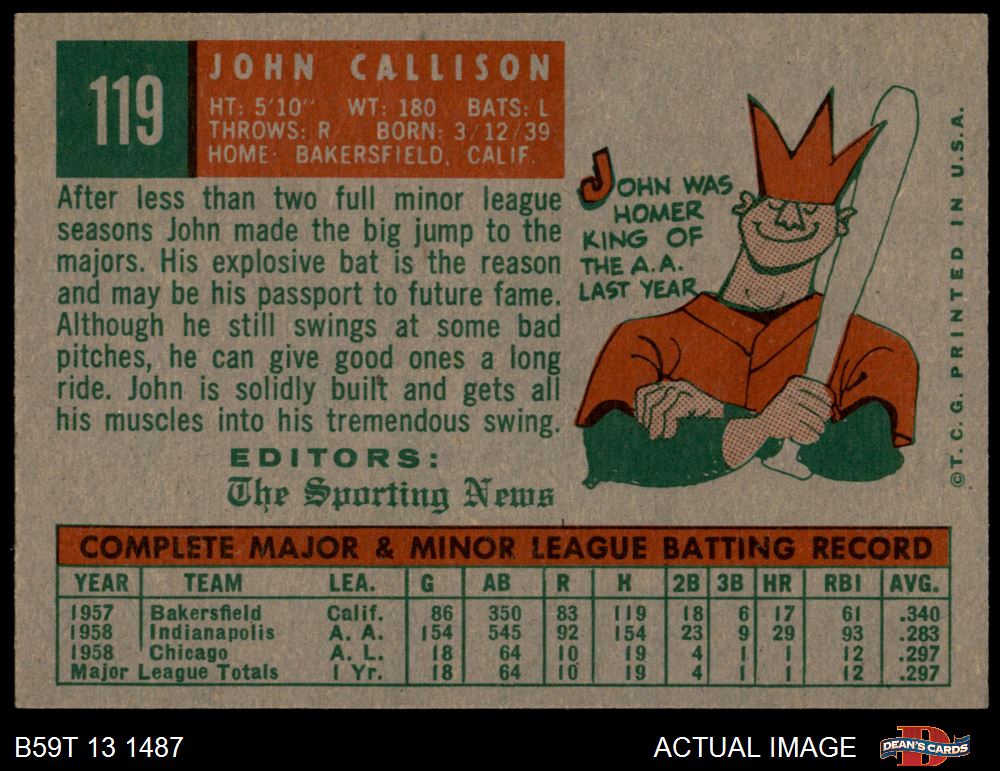 119
JOHN CALLISON
HT: 5'10" WT: 180 BATS: L
THROWS: R BORN: 3/12/39
HOME: BAKERSFIELD, CALIF.
After less than two full minor league
seasons John made the big jump to the
majors. His explosive bat is the reason
and may be his passport to future fame.
Although he still swings at some bad
pitches, he can give good ones a long
ride. John is solidly built and gets all
his muscles into his tremendous swing.
EDITORS:
The Sporting News
JOHN WAS
HOMER
KING OF
THE A.A.
LAST YEAR
© T. C. G. PRINTED IN U.S.A.
COMPLETE MAJOR & MINOR LEAGUE BATTING RECORD
YEAR TEAM LEA. G AB R H 2B 3B HR RBI AVG.
1957 Bakersfield Calif. 86 350 83 119 18 6 17 61 .340
1958 Indianapolis A. A. 154 545 92 154 23 9 29 93 .283
1958 Chicago A. L. 18 64 10 19 4 1 1 12 .297
Major League Totals 1 Yr. 18 64 10 19 4 1 1 12 .297
B59T 13 1487
ACTUAL IMAGE
D
DEAN'S CARDS